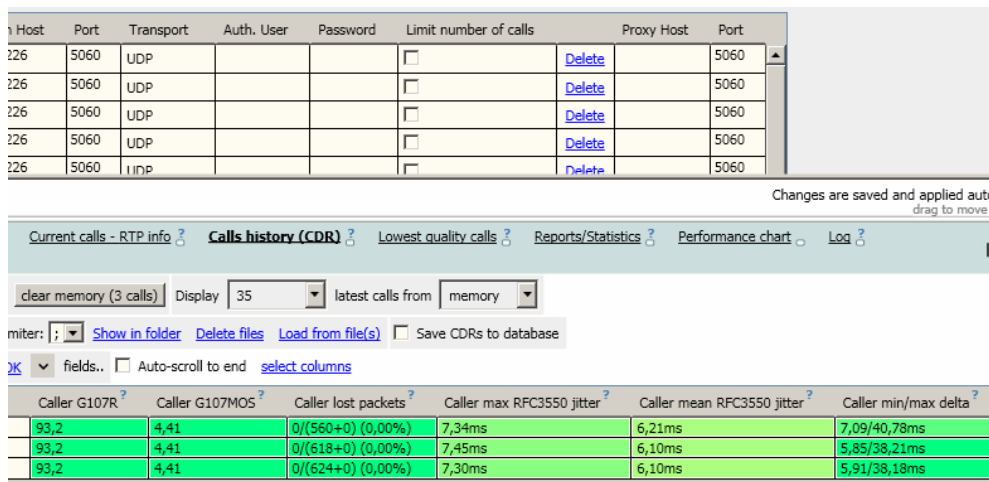 n Host Port Transport Auth. User Password Limit number of calls Proxy Host Port
226 5060 UDP Delete 5060
226 5060 UDP Delete 5060
226 5060 UDP Delete 5060
226 5060 UDP Delete 5060
226 5060 UDP Delete 5060
Changes are saved and applied auto
drag to move
Current calls - RTP info ? Calls history (CDR) ? Lowest quality calls ? Reports/Statistics ? Performance chart Log ?
clear memory (3 calls) Display 35 latest calls from memory
miter: ; Show in folder Delete files Load from file(s) Save CDRs to database
OK fields.. Auto-scroll to end select columns
Caller G107R ? Caller G107MOS ? Caller lost packets ? Caller max RFC3550 jitter ? Caller mean RFC3550 jitter ? Caller min/max delta ?
93,2 4,41 0/(560+0) (0,00%) 7,34ms 6,21ms 7,09/40,78ms
93,2 4,41 0/(618+0) (0,00%) 7,45ms 6,10ms 5,85/38,21ms
93,2 4,41 0/(624+0) (0,00%) 7,30ms 6,10ms 5,91/38,18ms